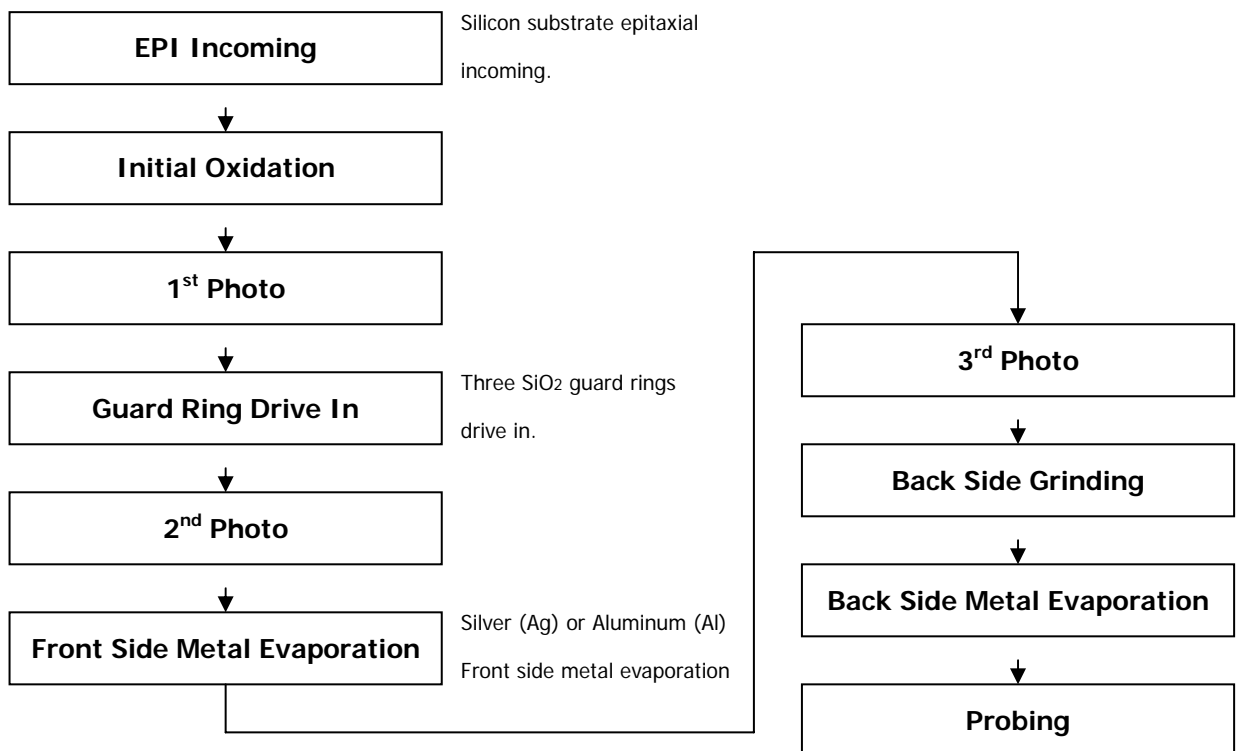 EPI Incoming
Silicon substrate epitaxial
incoming.
Initial Oxidation
1st Photo
Guard Ring Drive In
Three SiO2 guard rings
drive in.
2nd Photo
Front Side Metal Evaporation
Silver (Ag) or Aluminum (Al)
Front side metal evaporation
3rd Photo
Back Side Grinding
Back Side Metal Evaporation
Probing